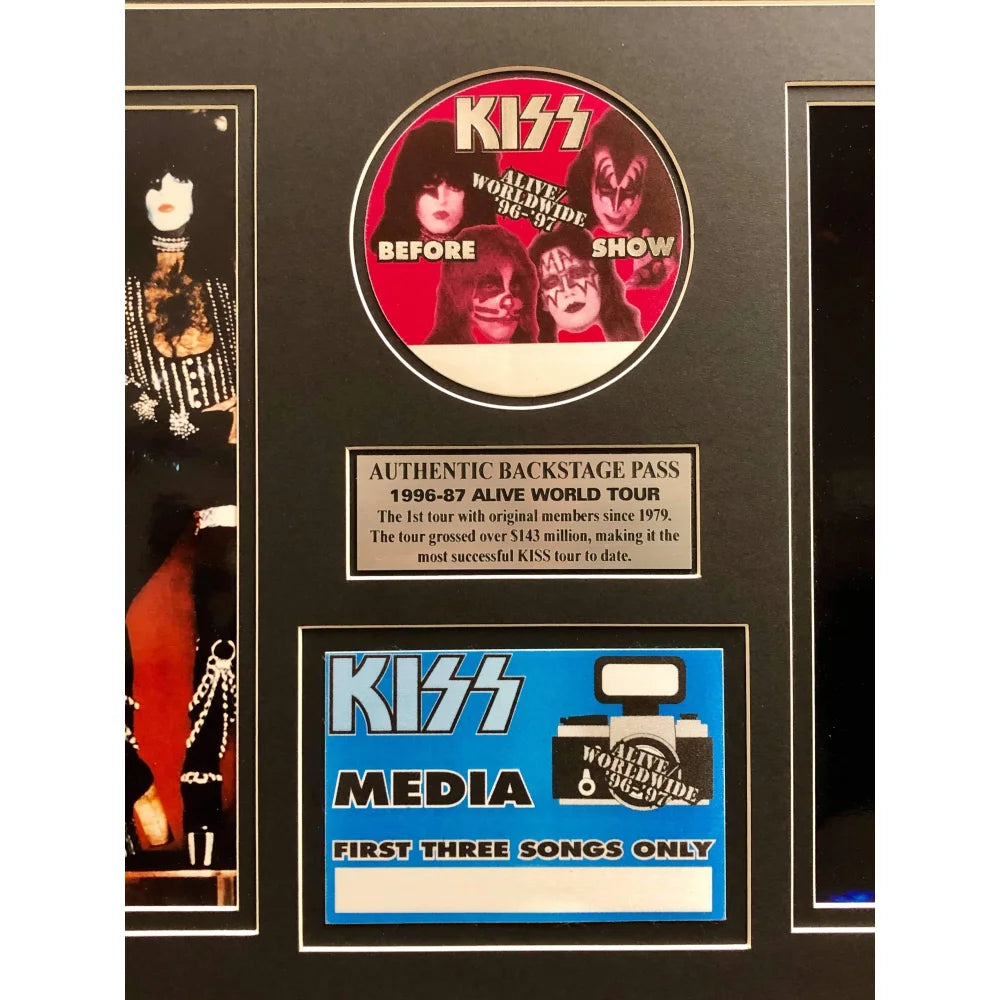 KISS
ALIVE/
WORLDWIDE
'96-'97
BEFORE SHOW
AUTHENTIC BACKSTAGE PASS
1996-87 ALIVE WORLD TOUR
The 1st tour with original members since 1979.
The tour grossed over $143 million, making it the
most successful KISS tour to date.
KISS
ALIVE/
WORLDWIDE
'96-'97
MEDIA
FIRST THREE SONGS ONLY